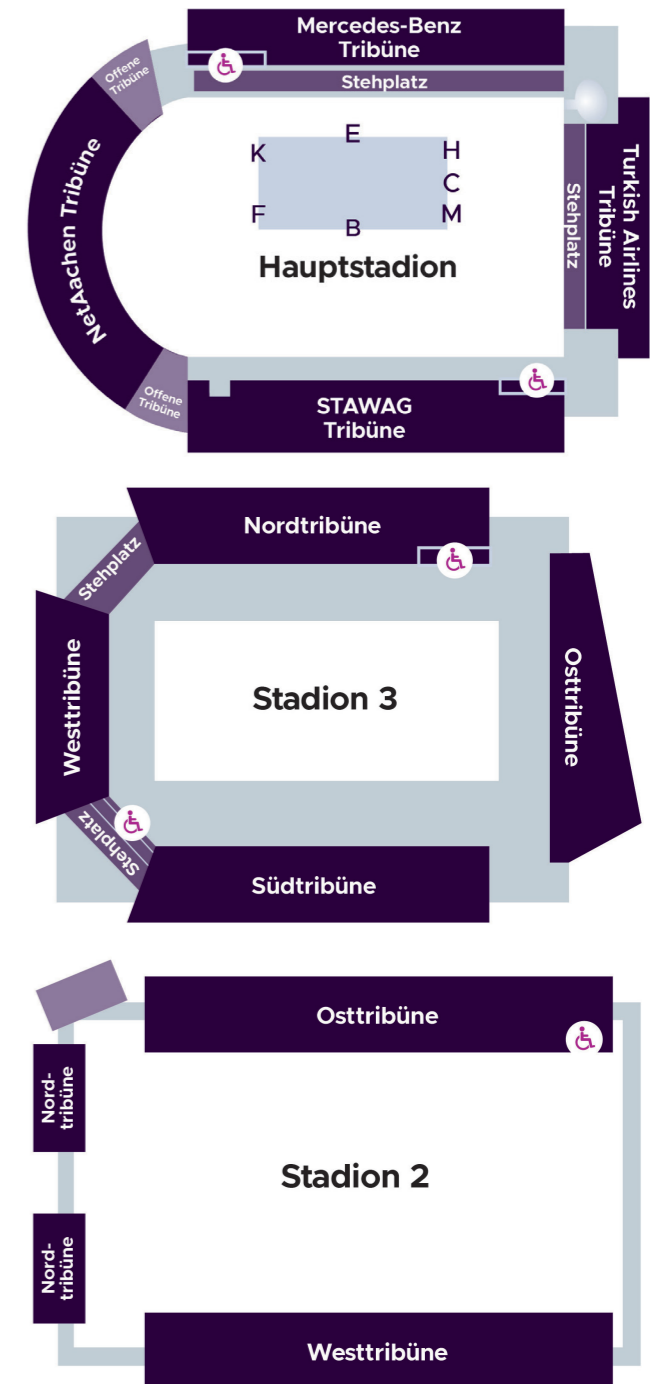 Mercedes-Benz
Tribüne
Stehplatz
Offene
Tribüne
NetAachen Tribüne
E
K
H
C
F
M
B
Hauptstadion
Stehplatz
Turkish Airlines
Tribüne
Offene
Tribüne
STAWAG
Tribüne
Nordtribüne
Stehplatz
Westtribüne
Stadion 3
Osttribüne
Stehplatz
Südtribüne
Osttribüne
Nord-
tribüne
Stadion 2
Nord-
tribüne
Westtribüne